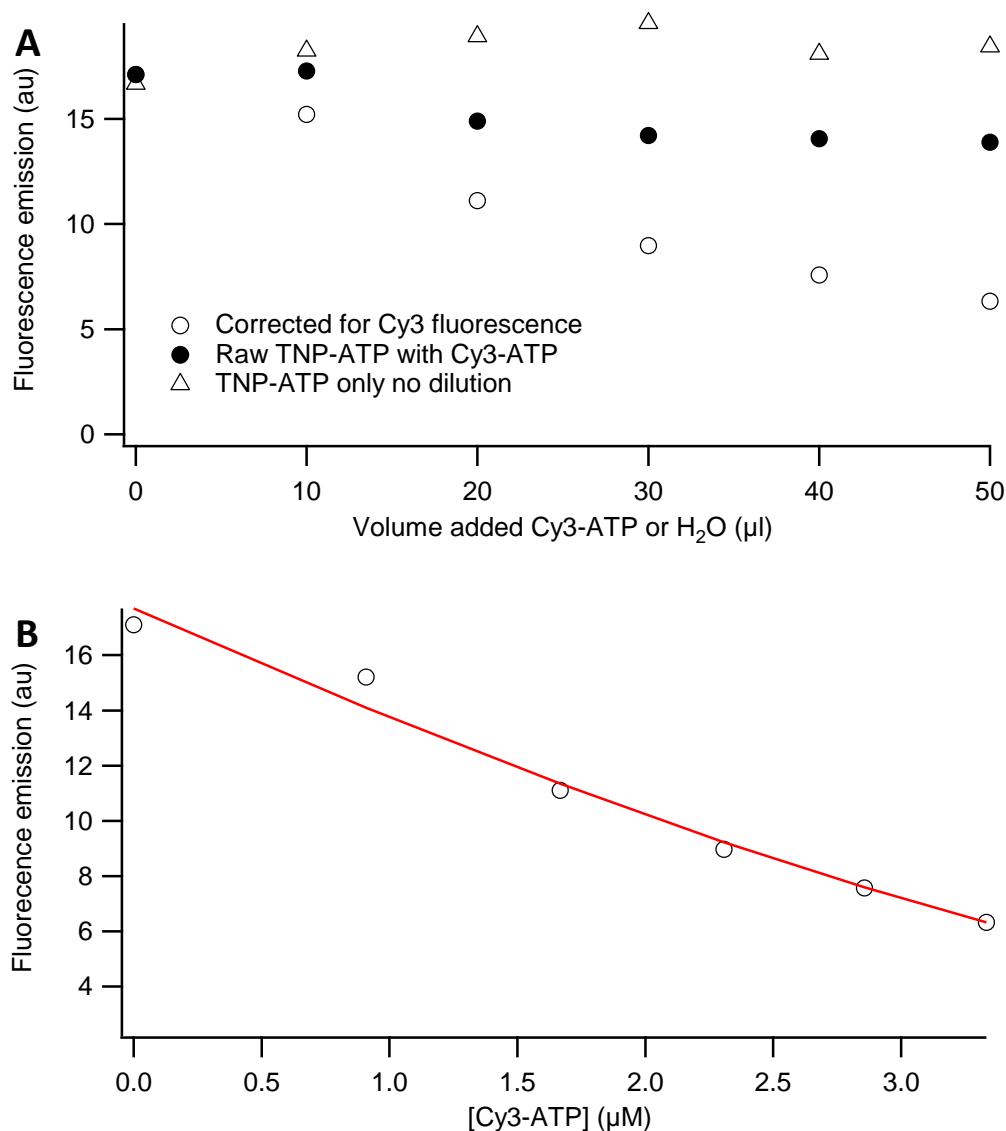 A
Fluorescence emission (au)
15
10
5
0
Corrected for Cy3 fluorescence
Raw TNP-ATP with Cy3-ATP
TNP-ATP only no dilution
0 10 20 30 40 50
Volume added Cy3-ATP or H₂O (µl)
B
Fluorecence emission (au)
16
14
12
10
8
6
4
0.0 0.5 1.0 1.5 2.0 2.5 3.0
[Cy3-ATP] (µM)